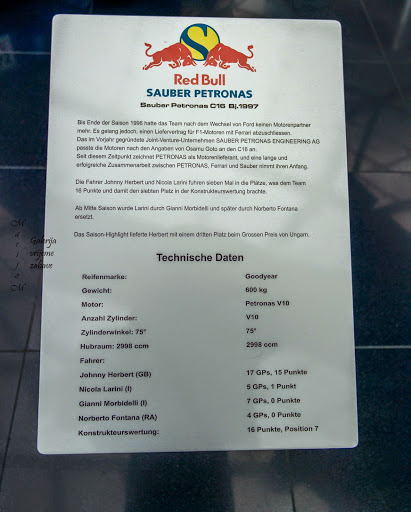 S
Red Bull
SAUBER PETRONAS
Sauber Petronas C16 Bj.1997
Bis Ende der Saison 1996 hatte das Team nach dem Wechsel von Ford keinen Motorenpartner
mehr. Es gelang jedoch, einen Liefervertrag für F1-Motoren mit Ferrari abzuschliessen.
Das im Vorjahr gegründete Joint-Venture-Unternehmen SAUBER PETRONAS ENGINEERING AG
passte die Motoren nach den Angaben von Osamu Goto an den C16 an.
Seit diesem Zeitpunkt zeichnet PETRONAS als Motorenlieferant, und eine lange und
erfolgreiche Zusammenarbeit zwischen PETRONAS, Ferrari und Sauber nimmt ihren Anfang.
Die Fahrer Johnny Herbert und Nicola Larini fuhren sieben Mal in die Plätze, was dem Team
16 Punkte und damit den siebten Platz in der Konstrukteurswertung brachte.
Ab Mitte Saison wurde Larini durch Gianni Morbidelli und später durch Norberto Fontana
ersetzt.
Das Saison-Highlight lieferte Herbert mit einem dritten Platz beim Grossen Preis von Ungarn.
Technische Daten
Reifenmarke: Goodyear
Gewicht: 600 kg
Motor: Petronas V10
Anzahl Zylinder: V10
Zylinderwinkel: 75° 75°
Hubraum: 2998 ccm 2998 ccm
Fahrer:
Johnny Herbert (GB) 17 GPs, 15 Punkte
Nicola Larini (I) 5 GPs, 1 Punkt
Gianni Morbidelli (I) 7 GPs, 0 Punkte
Norberto Fontana (RA) 4 GPs, 0 Punkte
Konstrukteurswertung: 16 Punkte, Position 7
Galerija
vrijeme
zabave